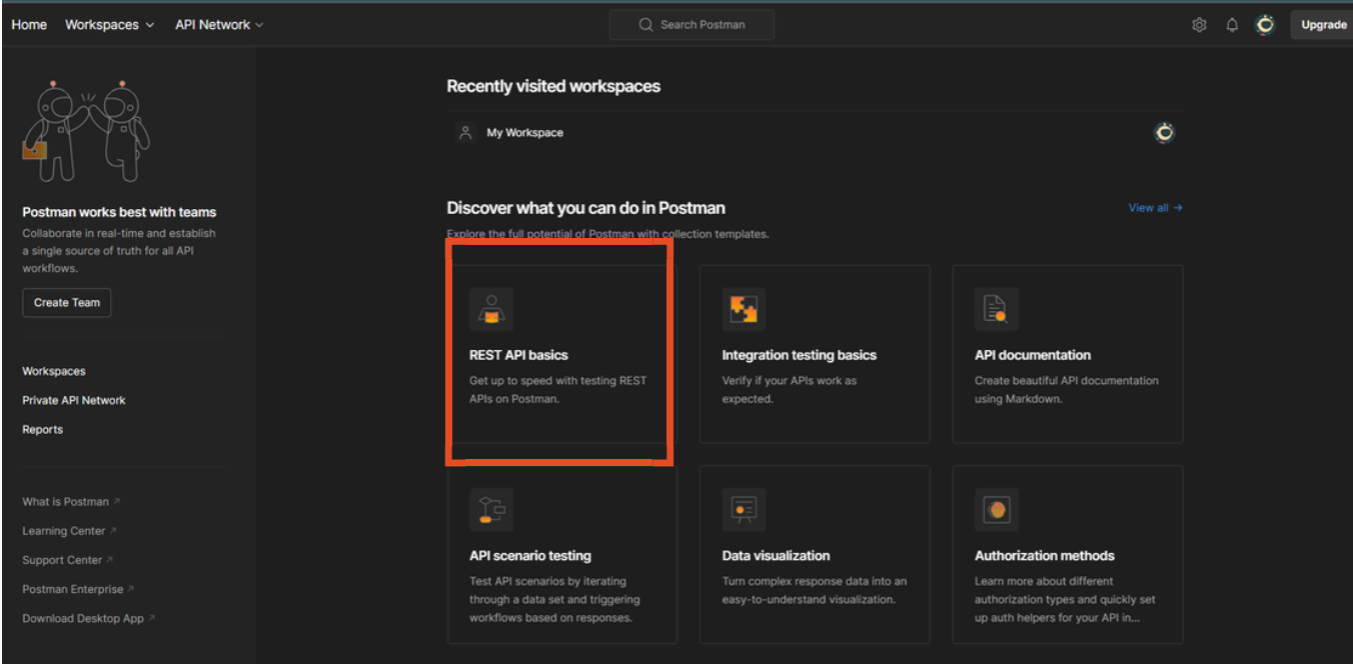 Home Workspaces API Network Search Postman Upgrade
Postman works best with teams
Collaborate in real-time and establish
a single source of truth for all API
workflows.
Create Team
Workspaces
Private API Network
Reports
What is Postman
Learning Center
Support Center
Postman Enterprise
Download Desktop App
Recently visited workspaces
My Workspace
Discover what you can do in Postman
View all
Explore the full potential of Postman with collection templates.
REST API basics
Get up to speed with testing REST
APIs on Postman.
Integration testing basics
Verify if your APIs work as
expected.
API documentation
Create beautiful API documentation
using Markdown.
API scenario testing
Test API scenarios by iterating
through a data set and triggering
workflows based on responses.
Data visualization
Turn complex response data into an
easy-to-understand visualization.
Authorization methods
Learn more about different
authorization types and quickly set
up auth helpers for your API in...